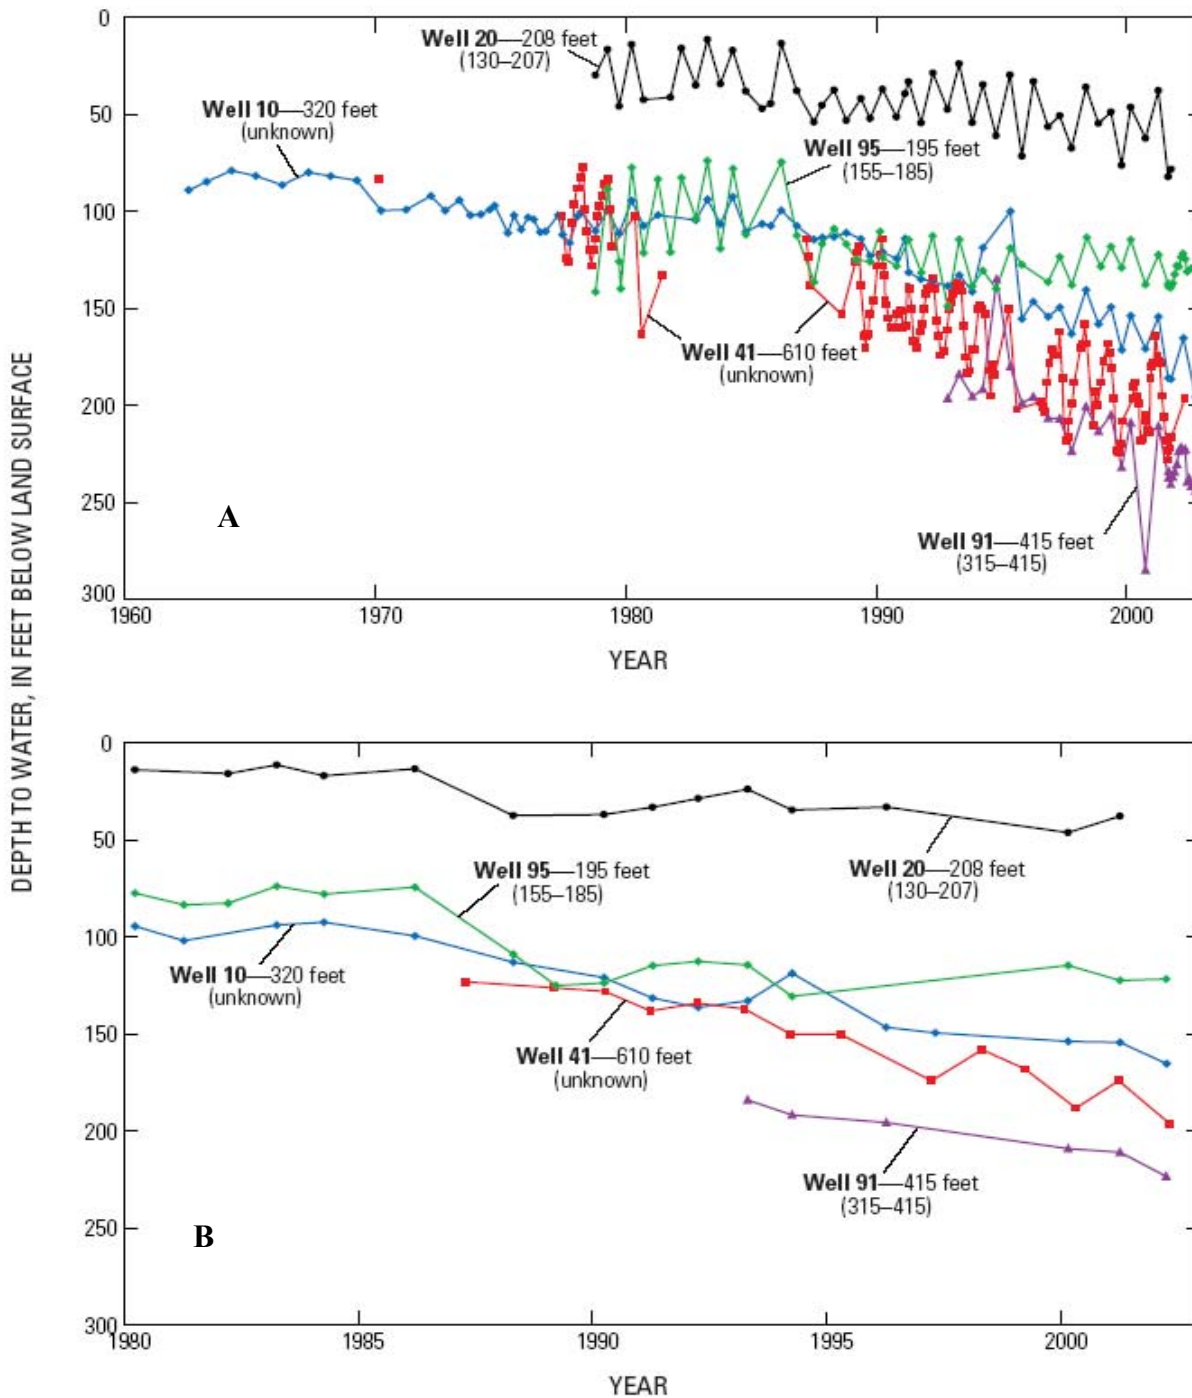 DEPTH TO WATER, IN FEET BELOW LAND SURFACE
0
50
100
150
200
250
300
Well 20—208 feet
(130–207)
Well 10—320 feet
(unknown)
Well 95—195 feet
(155–185)
Well 41—610 feet
(unknown)
Well 91—415 feet
(315–415)
A
1960
1970
1980
1990
2000
YEAR
0
50
100
150
200
250
300
Well 95—195 feet
(155–185)
Well 20—208 feet
(130–207)
Well 10—320 feet
(unknown)
Well 41—610 feet
(unknown)
Well 91—415 feet
(315–415)
B
1980
1985
1990
1995
2000
YEAR